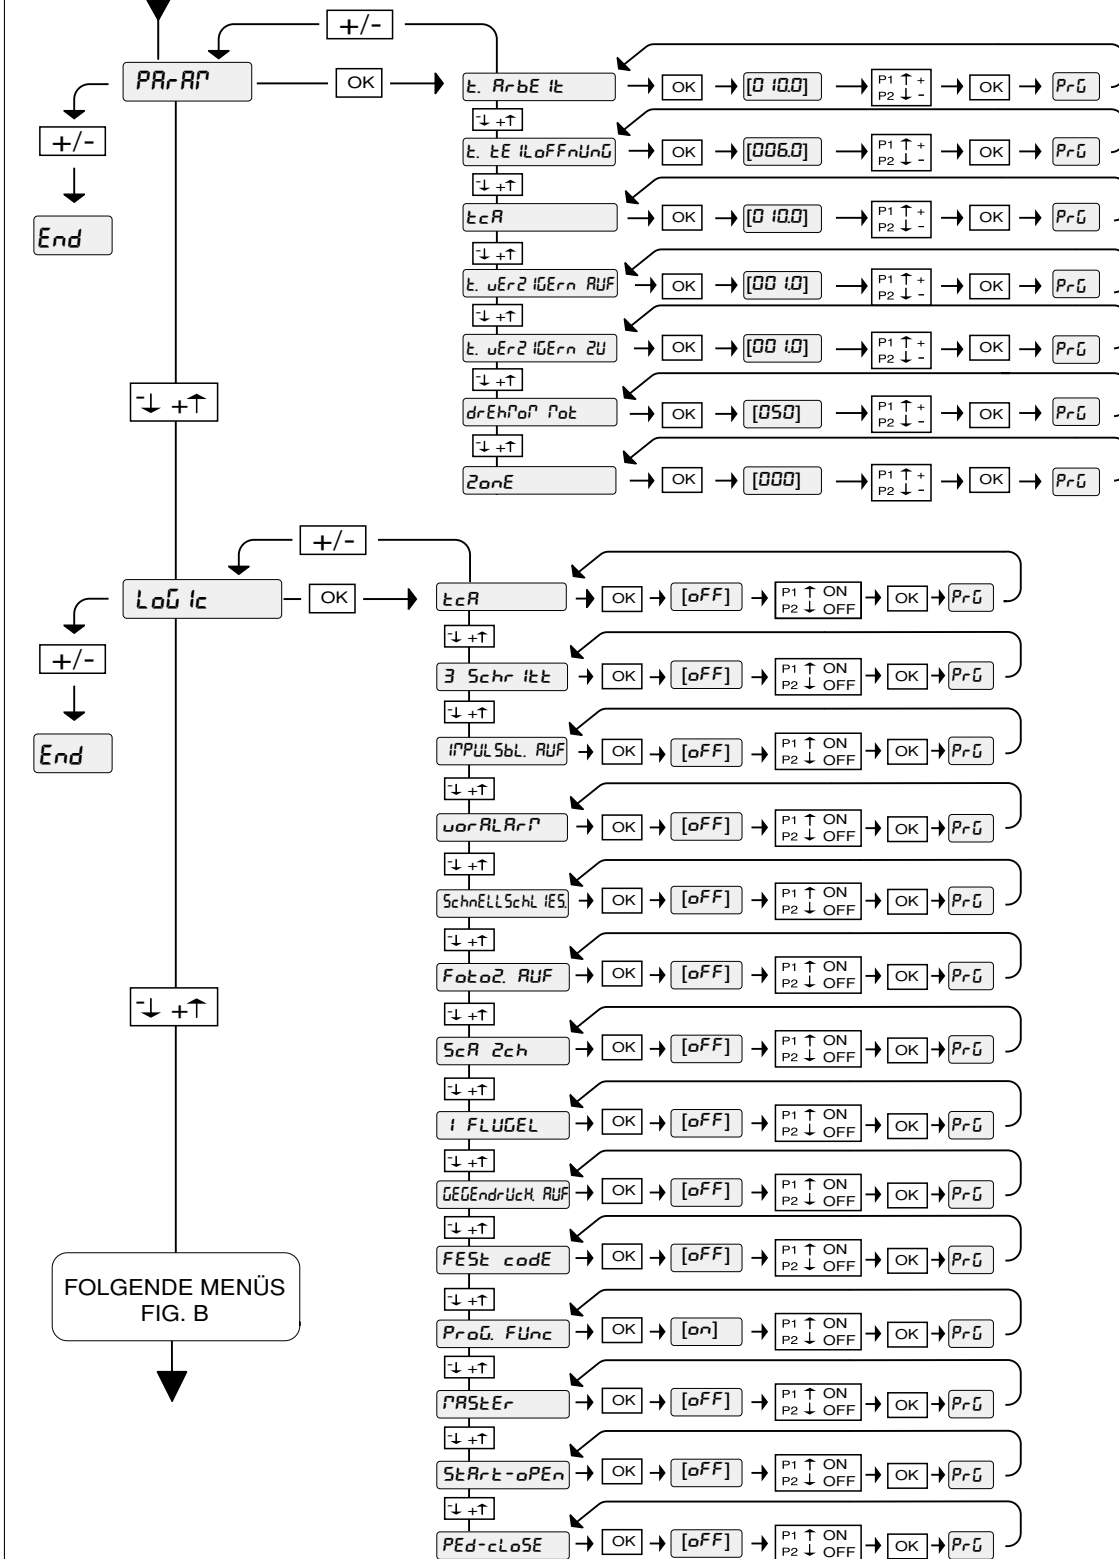 +/-
PArAM OK t. ArbEIt OK [010.0] P1 ↑ + P2 ↓ - OK PrG
-↓ +↑
+/- t. tEILoFFnUnG OK [006.0] P1 ↑ + P2 ↓ - OK PrG
-↓ +↑
End tcA OK [010.0] P1 ↑ + P2 ↓ - OK PrG
-↓ +↑
t. vErZIGErn AUF OK [001.0] P1 ↑ + P2 ↓ - OK PrG
-↓ +↑
t. vErZIGErn ZU OK [001.0] P1 ↑ + P2 ↓ - OK PrG
-↓ +↑
-↓ +↑
drEhMoM Mot OK [050] P1 ↑ + P2 ↓ - OK PrG
-↓ +↑
ZonE OK [000] P1 ↑ + P2 ↓ - OK PrG
+/-
LoGIc OK tcA OK [oFF] P1 ↑ ON P2 ↓ OFF OK PrG
-↓ +↑
+/- 3 SchrItt OK [oFF] P1 ↑ ON P2 ↓ OFF OK PrG
-↓ +↑
End IMPULSbL. AUF OK [oFF] P1 ↑ ON P2 ↓ OFF OK PrG
-↓ +↑
vorALArM OK [oFF] P1 ↑ ON P2 ↓ OFF OK PrG
-↓ +↑
SchnELLSchLIES. OK [oFF] P1 ↑ ON P2 ↓ OFF OK PrG
-↓ +↑
FotoZ. AUF OK [oFF] P1 ↑ ON P2 ↓ OFF OK PrG
-↓ +↑
-↓ +↑
ScA 2ch OK [oFF] P1 ↑ ON P2 ↓ OFF OK PrG
-↓ +↑
1 FLUGEL OK [oFF] P1 ↑ ON P2 ↓ OFF OK PrG
-↓ +↑
GEGEndrUcK. AUF OK [oFF] P1 ↑ ON P2 ↓ OFF OK PrG
-↓ +↑
FESt codE OK [oFF] P1 ↑ ON P2 ↓ OFF OK PrG
FOLGENDE MENÜS
FIG. B
-↓ +↑
ProG. FUnc OK [on] P1 ↑ ON P2 ↓ OFF OK PrG
-↓ +↑
MAStEr OK [oFF] P1 ↑ ON P2 ↓ OFF OK PrG
-↓ +↑
StArt-oPEn OK [oFF] P1 ↑ ON P2 ↓ OFF OK PrG
-↓ +↑
PEd-cLoSE OK [oFF] P1 ↑ ON P2 ↓ OFF OK PrG